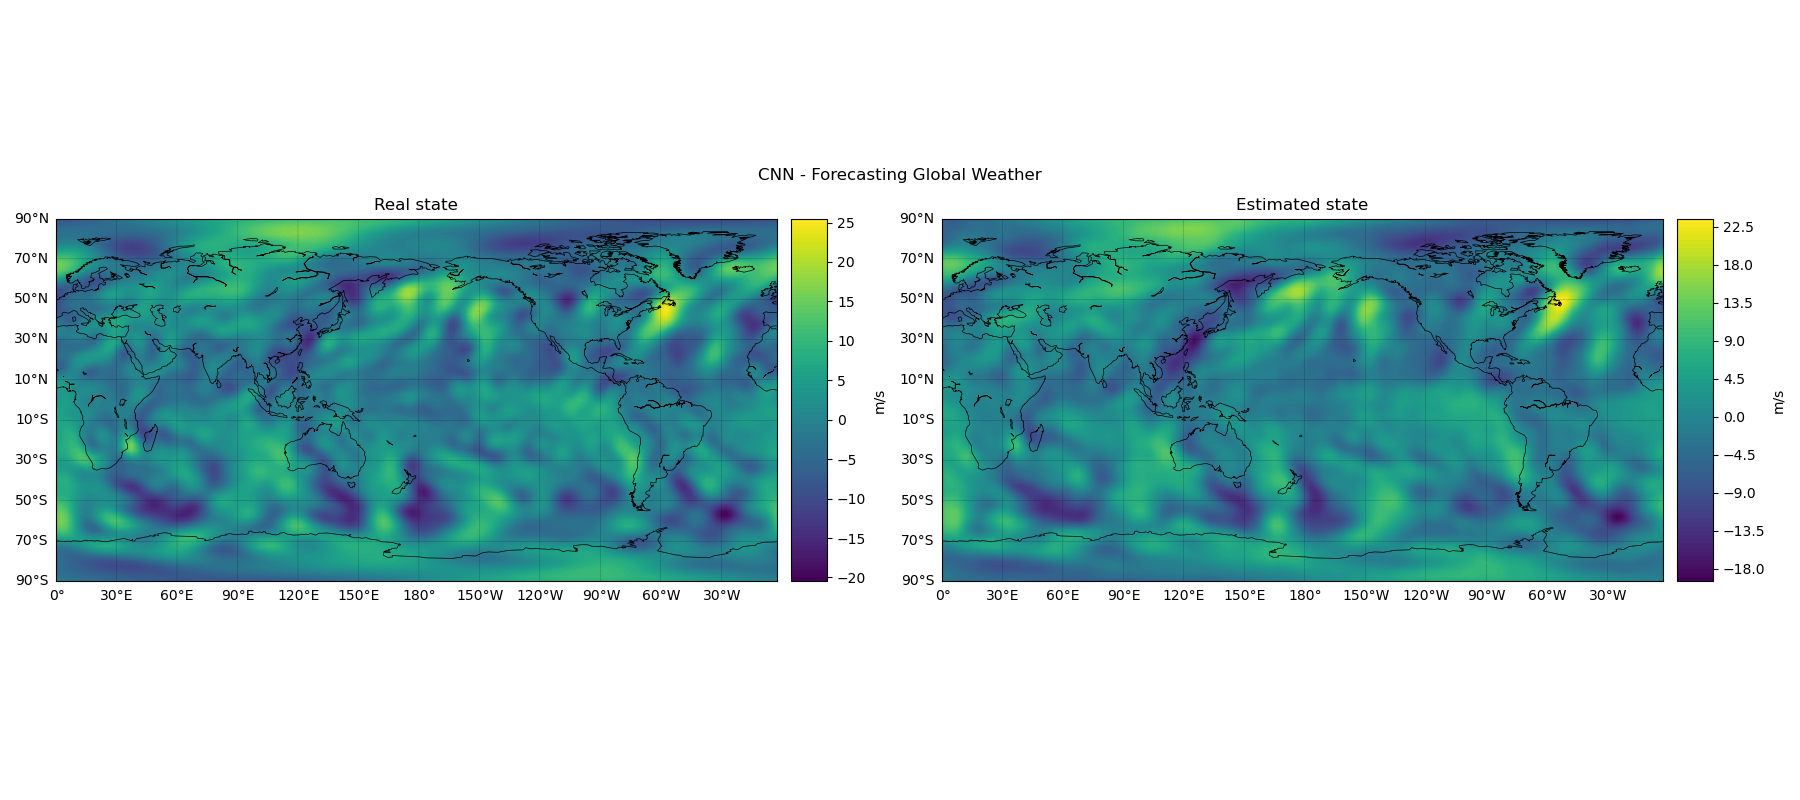 CNN - Forecasting Global Weather
Real state
90°N
70°N
50°N
30°N
10°N
10°S
30°S
50°S
70°S
90°S
0° 30°E 60°E 90°E 120°E 150°E 180° 150°W 120°W 90°W 60°W 30°W
25
20
15
10
5
0
−5
−10
−15
−20
m/s
Estimated state
90°N
70°N
50°N
30°N
10°N
10°S
30°S
50°S
70°S
90°S
0° 30°E 60°E 90°E 120°E 150°E 180° 150°W 120°W 90°W 60°W 30°W
22.5
18.0
13.5
9.0
4.5
0.0
−4.5
−9.0
−13.5
−18.0
m/s